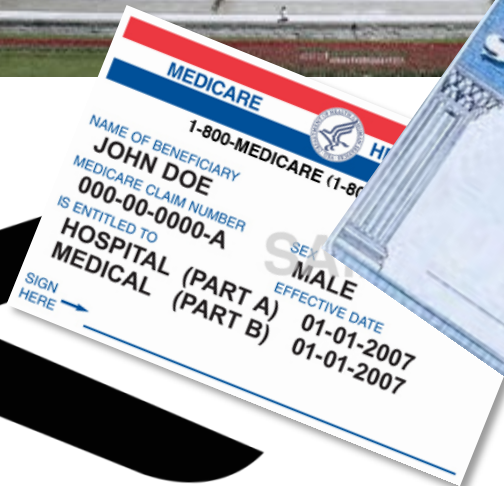 MEDICARE
1-800-MEDICARE (1-80
NAME OF BENEFICIARY
JOHN DOE
MEDICARE CLAIM NUMBER
000-00-0000-A
SEX
MALE
IS ENTITLED TO
EFFECTIVE DATE
HOSPITAL (PART A) 01-01-2007
MEDICAL (PART B) 01-01-2007
SIGN
HERE